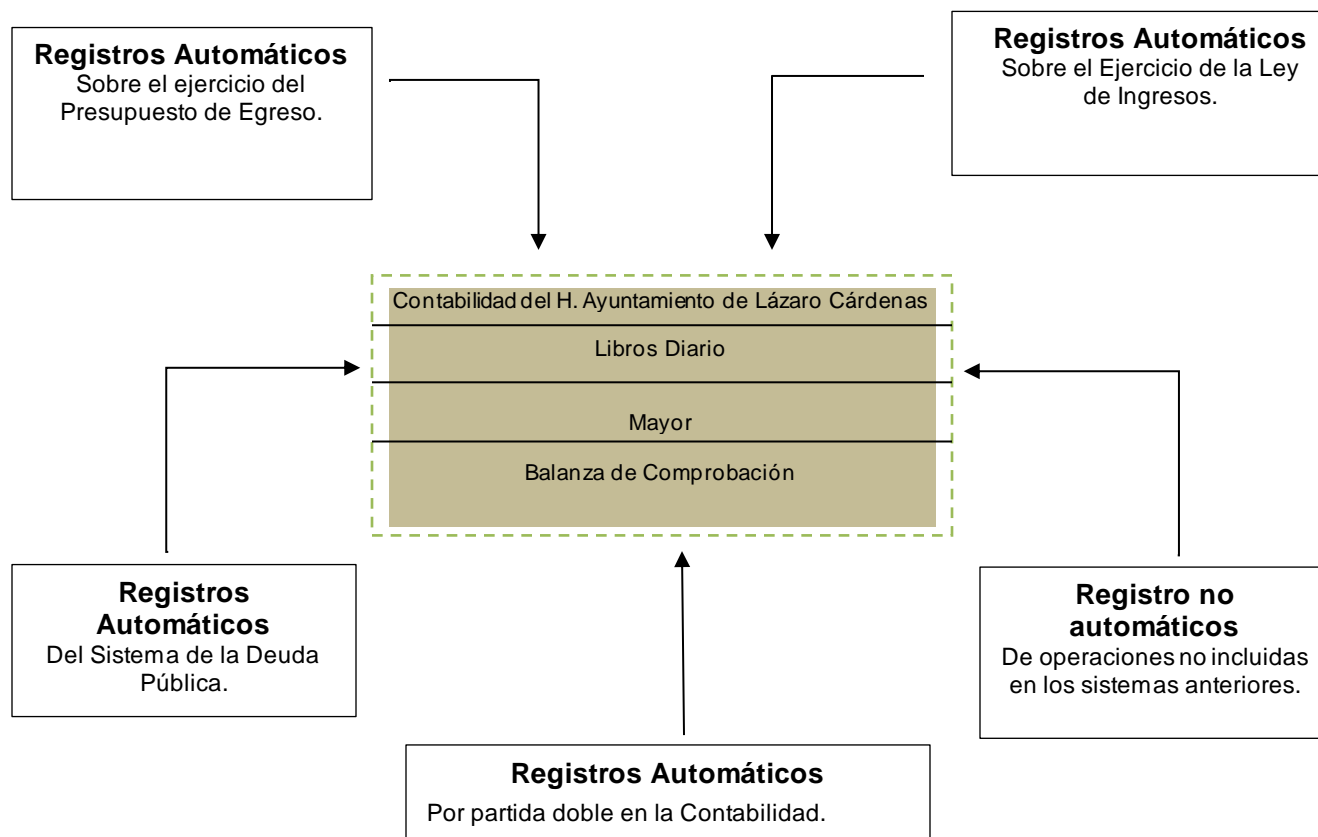 Registros Automáticos
Sobre el ejercicio del
Presupuesto de Egreso.
Registros Automáticos
Sobre el Ejercicio de la Ley
de Ingresos.
Contabilidad del H. Ayuntamiento de Lázaro Cárdenas
Libros Diario
Mayor
Balanza de Comprobación
Registros
Automáticos
Del Sistema de la Deuda
Pública.
Registro no
automáticos
De operaciones no incluidas
en los sistemas anteriores.
Registros Automáticos
Por partida doble en la Contabilidad.